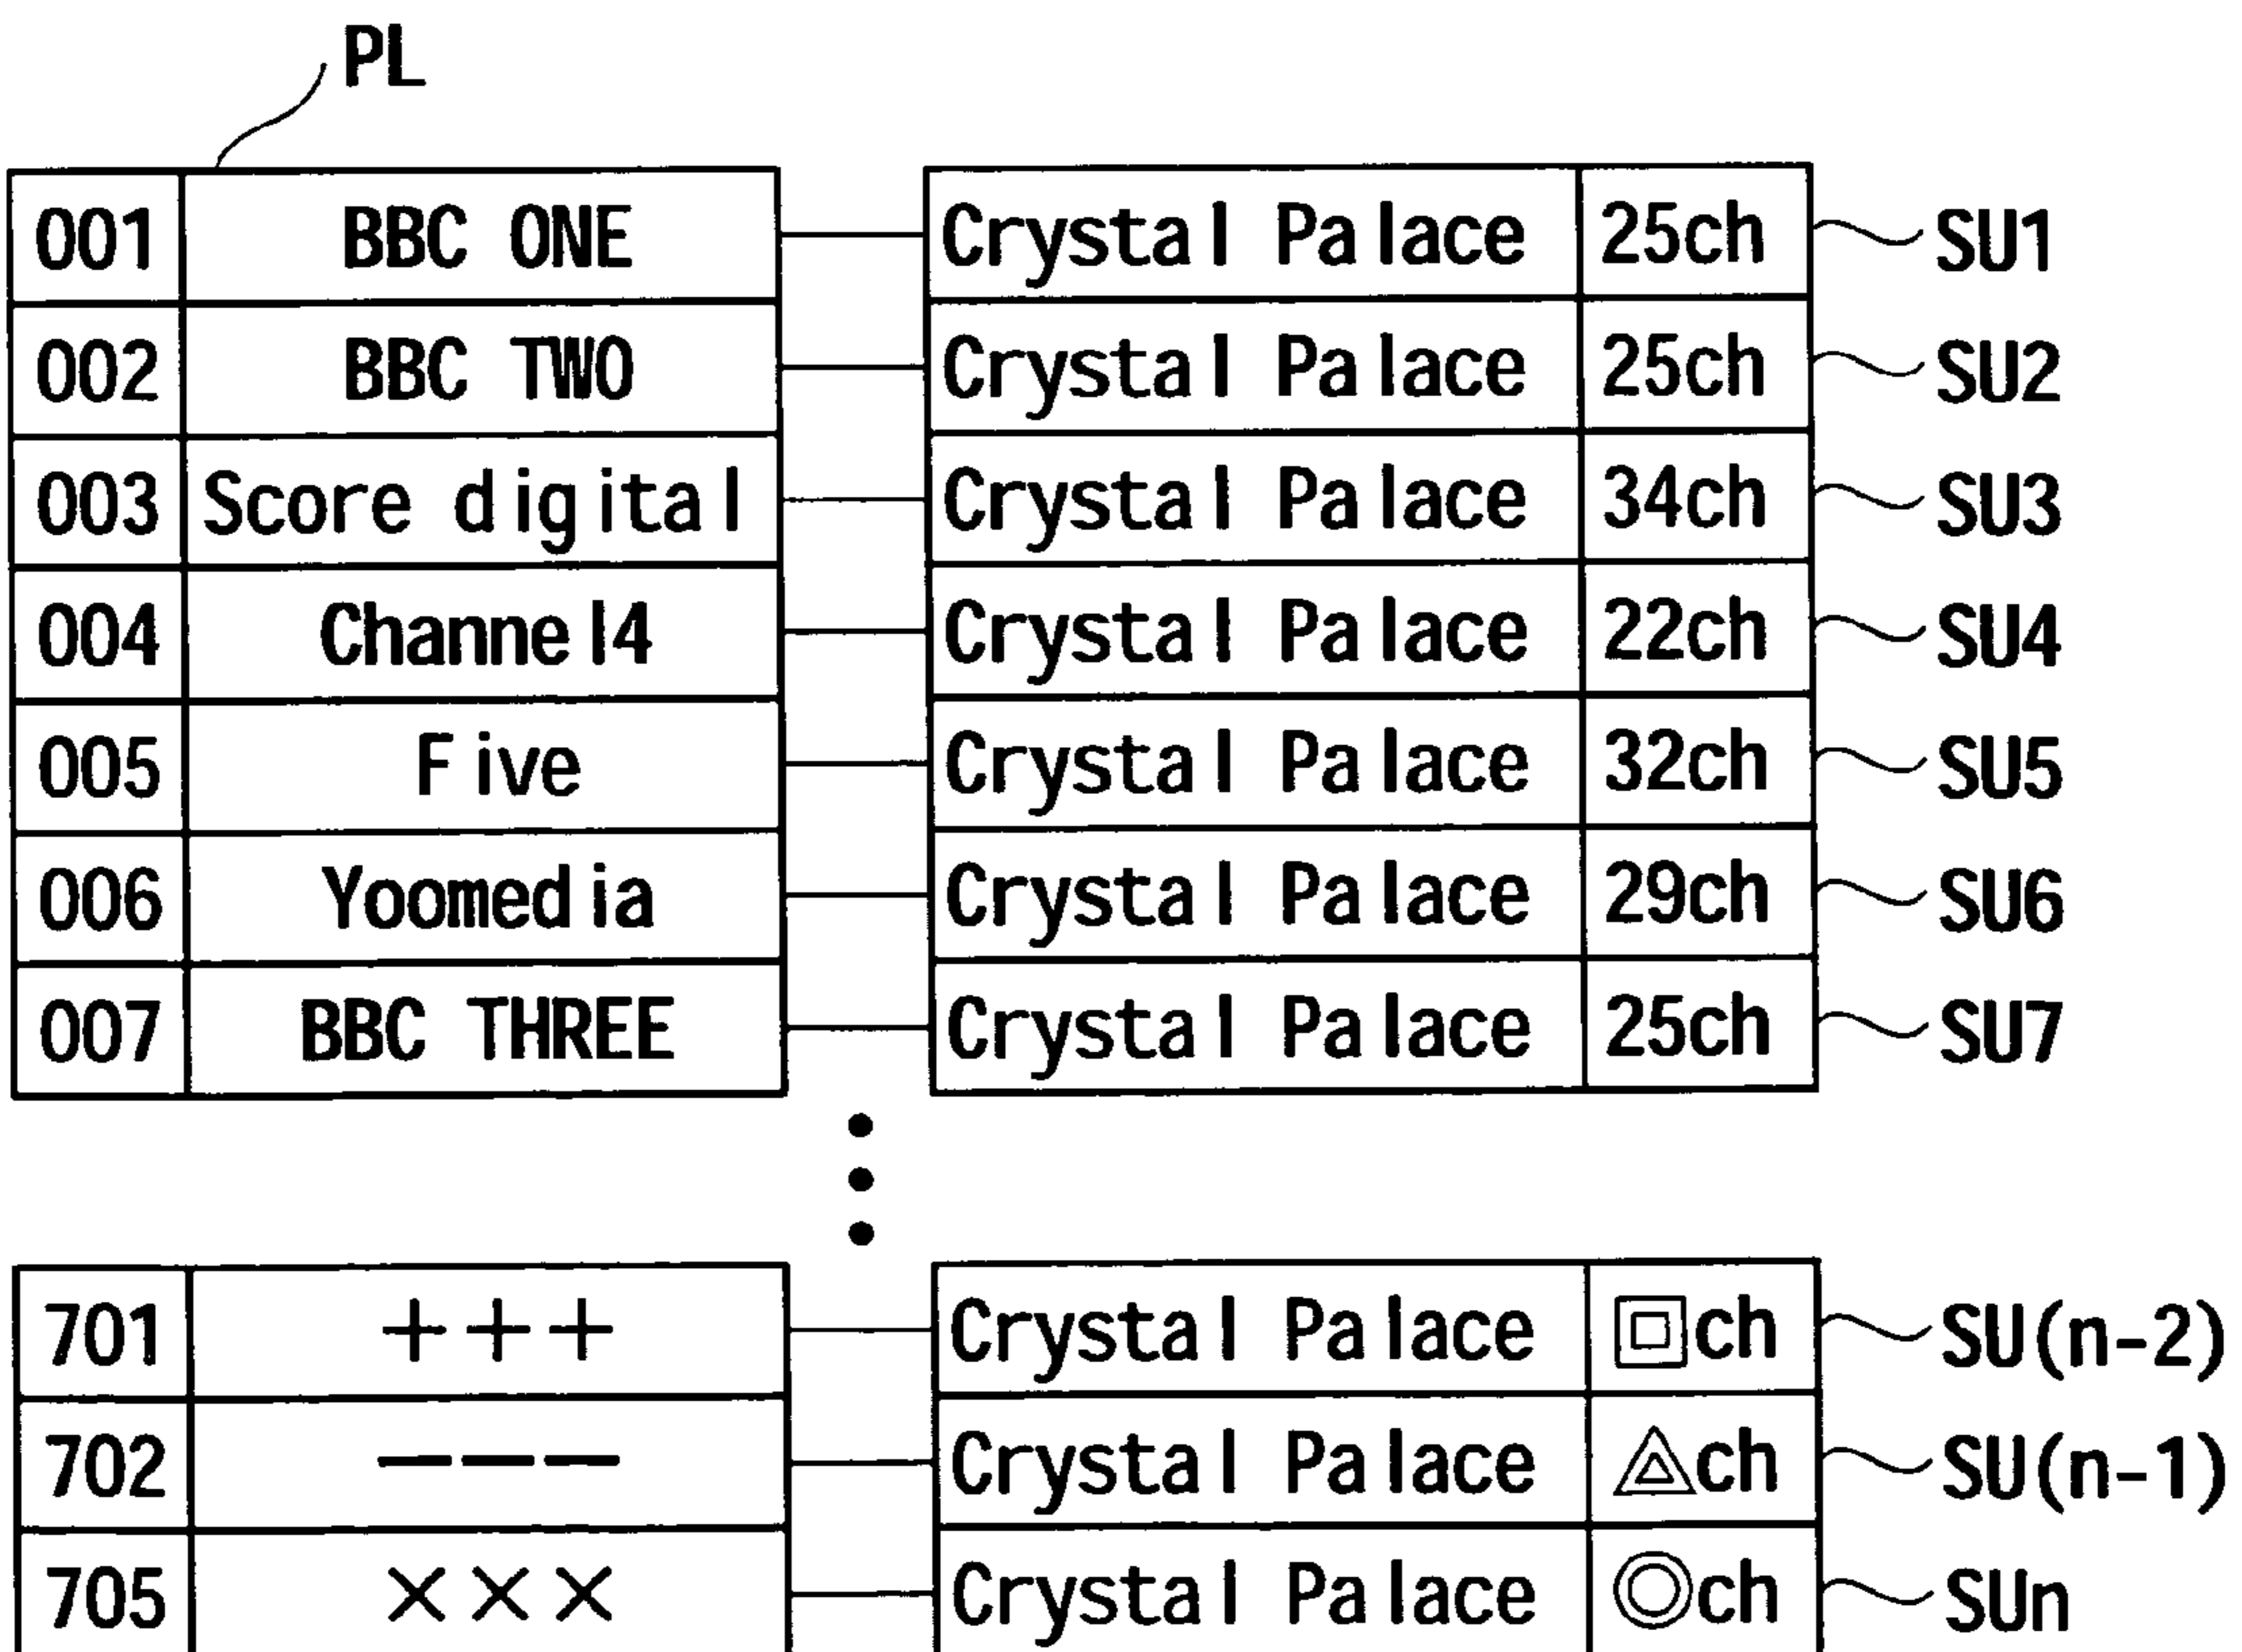 PL
001 BBC ONE Crystal Palace 25ch SU1
002 BBC TWO Crystal Palace 25ch SU2
003 Score digital Crystal Palace 34ch SU3
004 Channel4 Crystal Palace 22ch SU4
005 Five Crystal Palace 32ch SU5
006 Yoomedia Crystal Palace 29ch SU6
007 BBC THREE Crystal Palace 25ch SU7
701 +++ Crystal Palace ch SU(n-2)
702 --- Crystal Palace ch SU(n-1)
705 ××× Crystal Palace ◎ch SUn